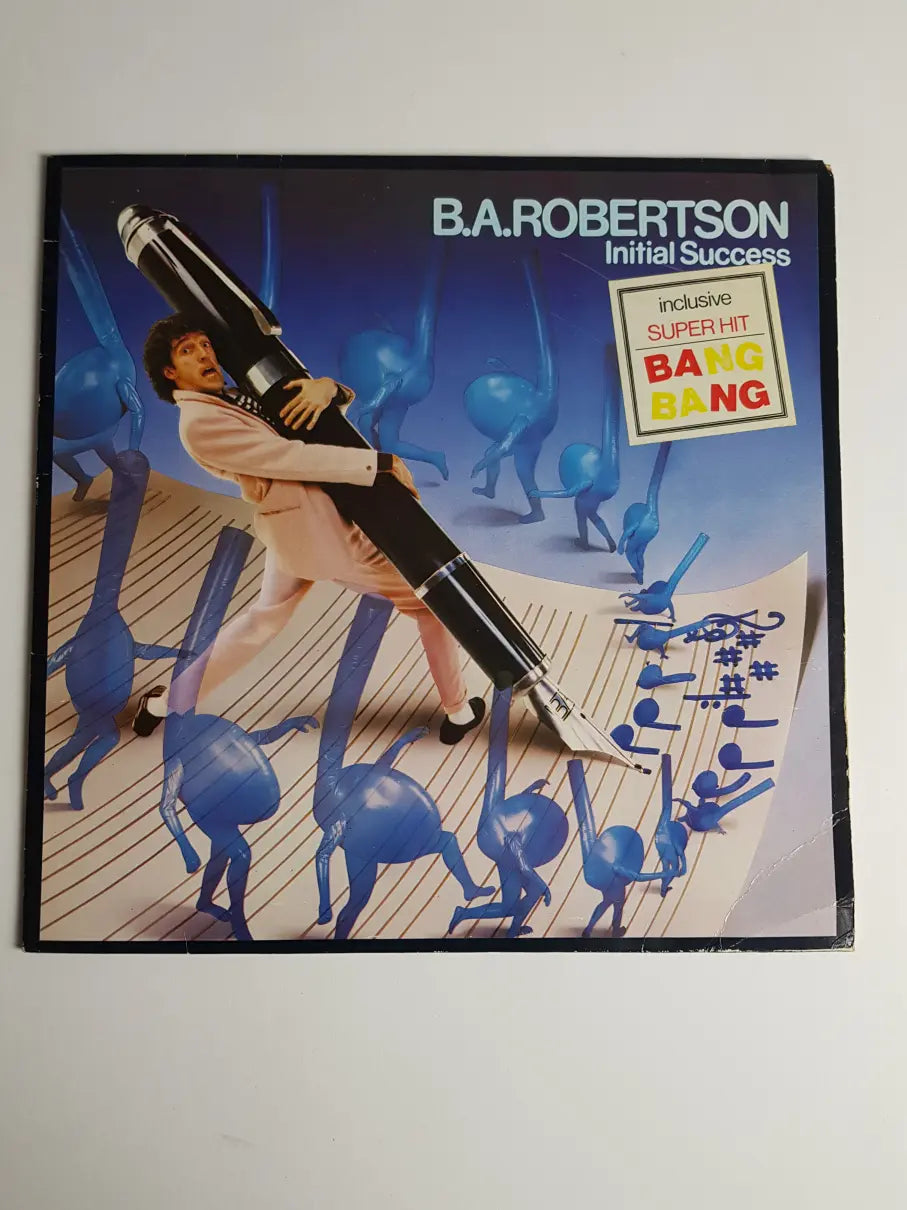 B.A.ROBERTSON
Initial Success
inclusive
SUPER HIT
BANG
BANG